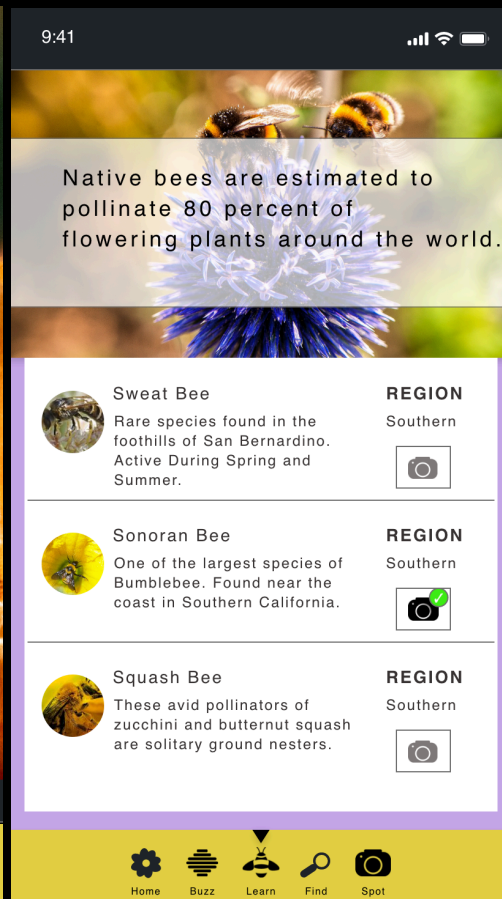 9:41
Native bees are estimated to
pollinate 80 percent of
flowering plants around the world.
Sweat Bee
Rare species found in the
foothills of San Bernardino.
Active During Spring and
Summer.
REGION
Southern
Sonoran Bee
One of the largest species of
Bumblebee. Found near the
coast in Southern California.
REGION
Southern
Squash Bee
These avid pollinators of
zucchini and butternut squash
are solitary ground nesters.
REGION
Southern
Home Buzz Learn Find Spot